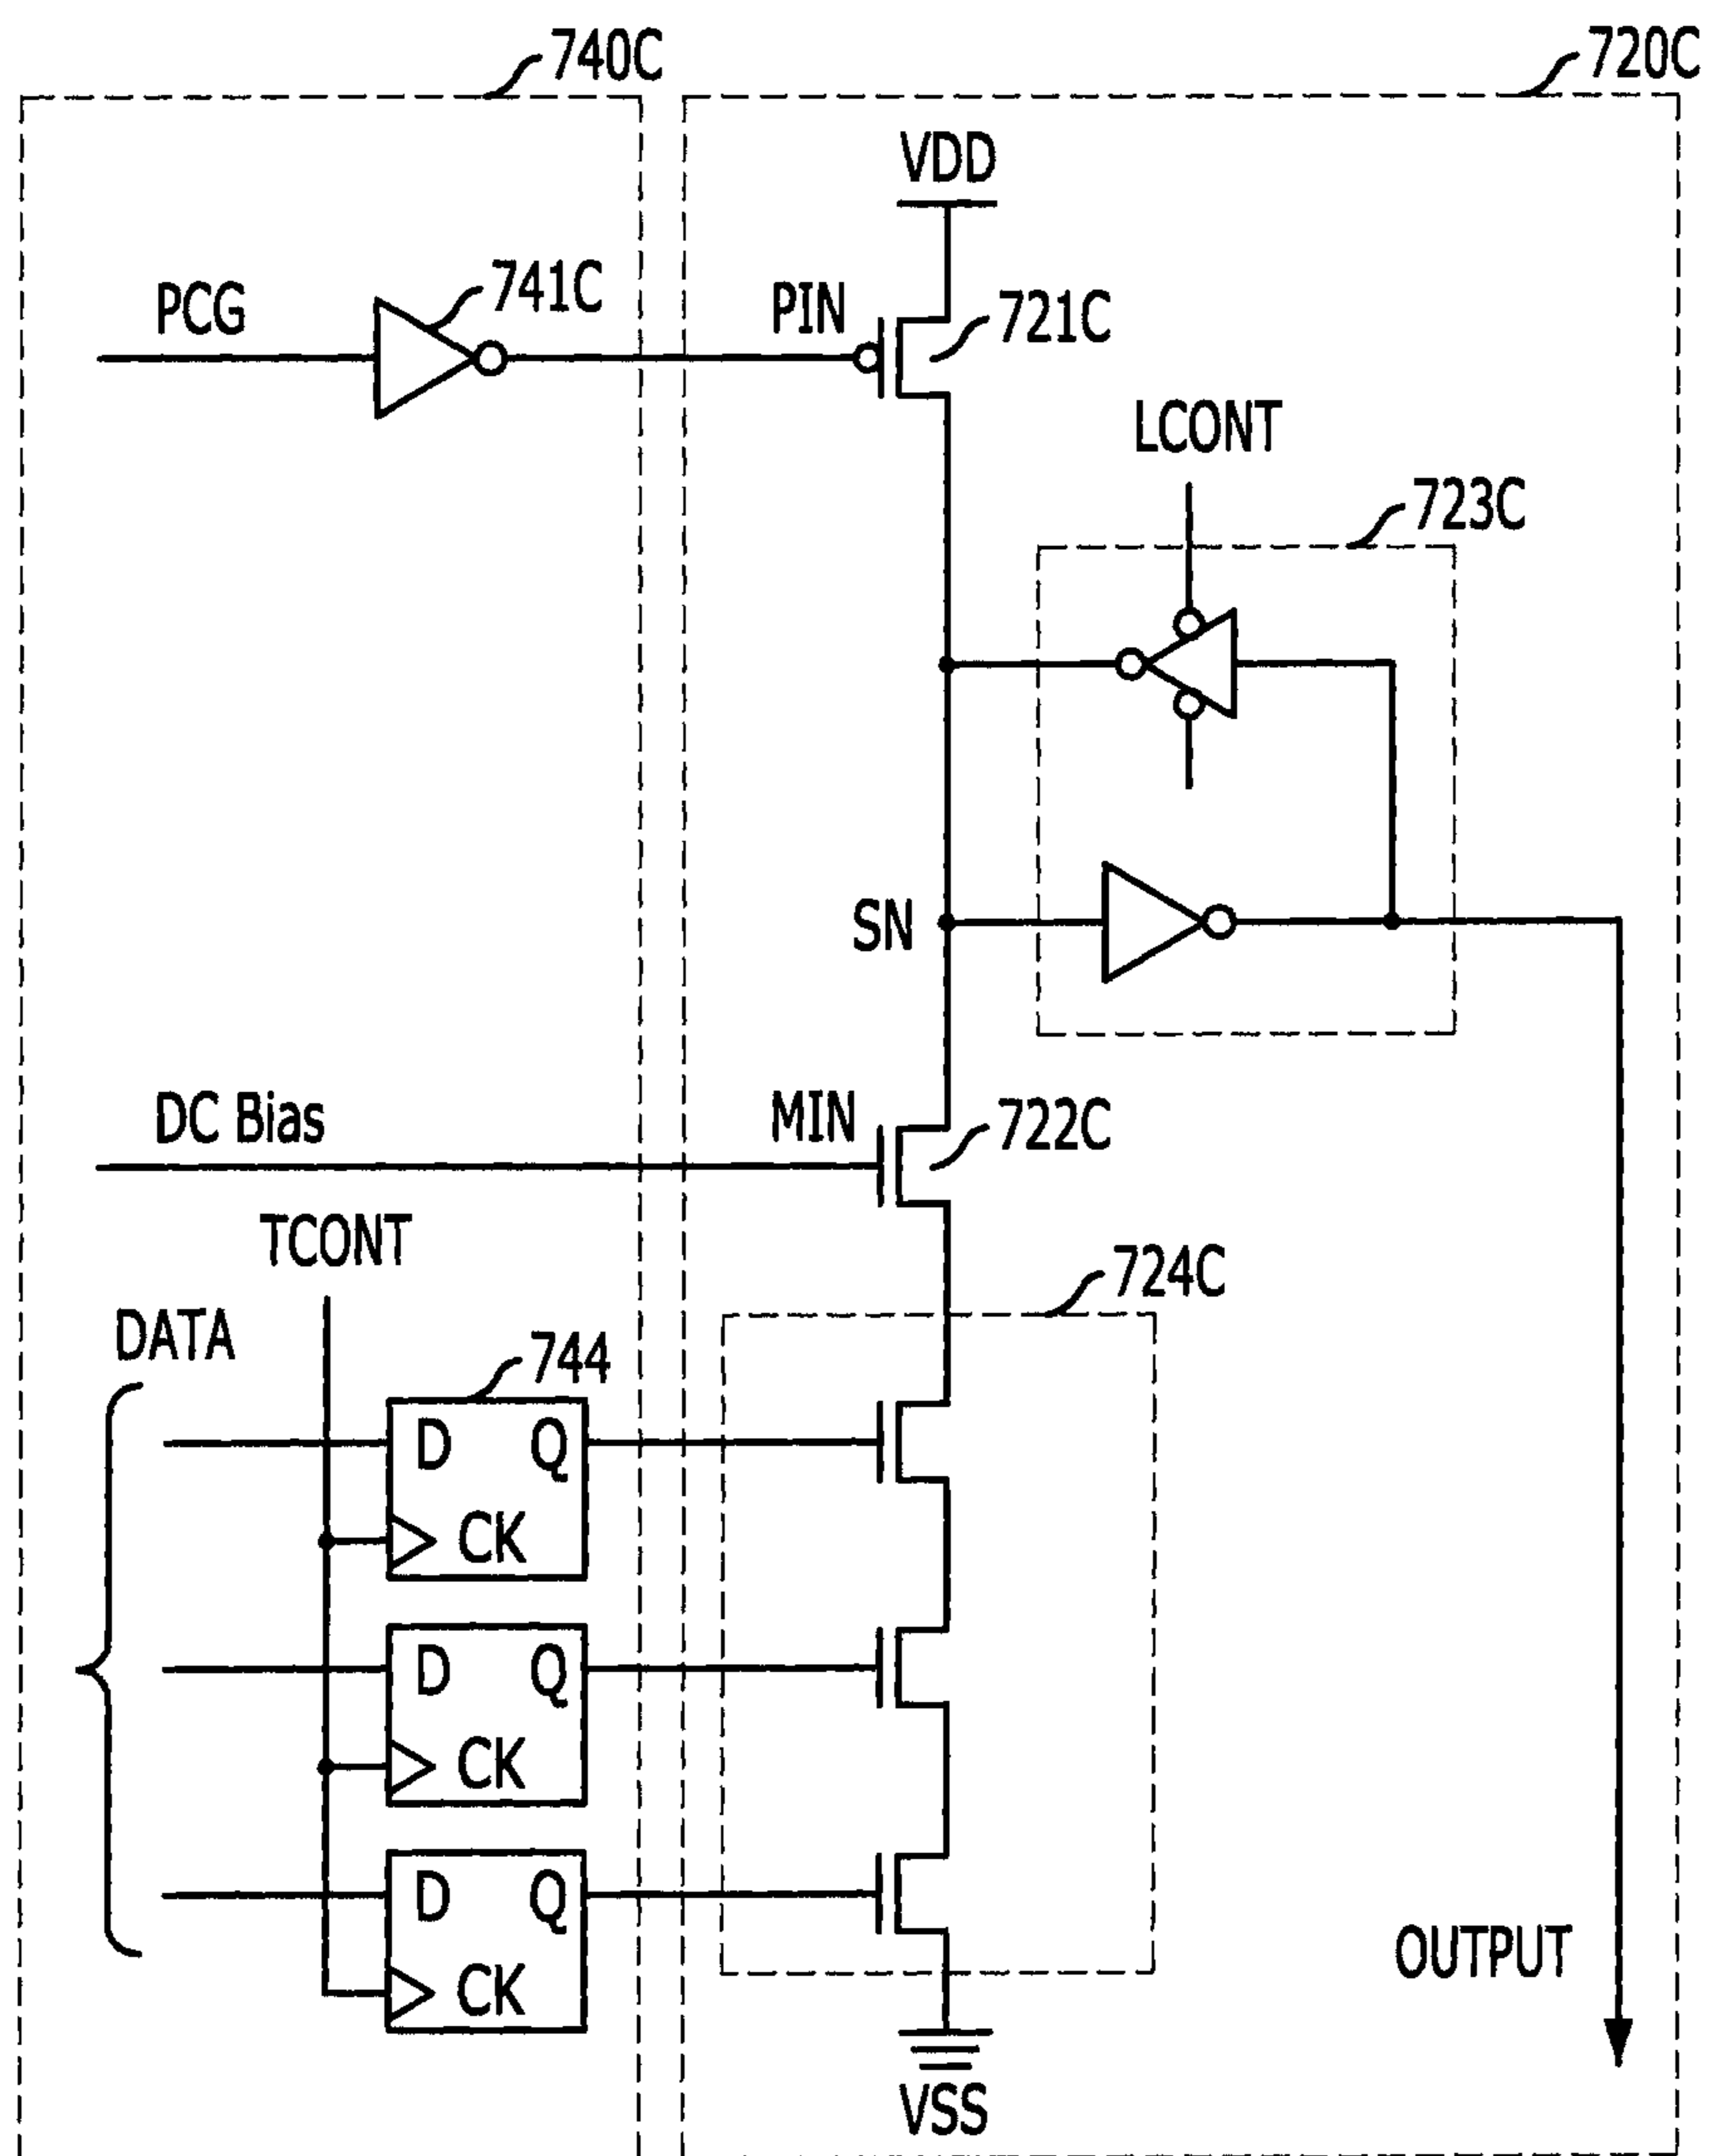 740C
720C
VDD
PCG
741C
PIN
721C
LCONT
723C
SN
DC Bias
MIN
722C
TCONT
724C
DATA
744
D Q
CK
D Q
CK
D Q
CK
OUTPUT
VSS